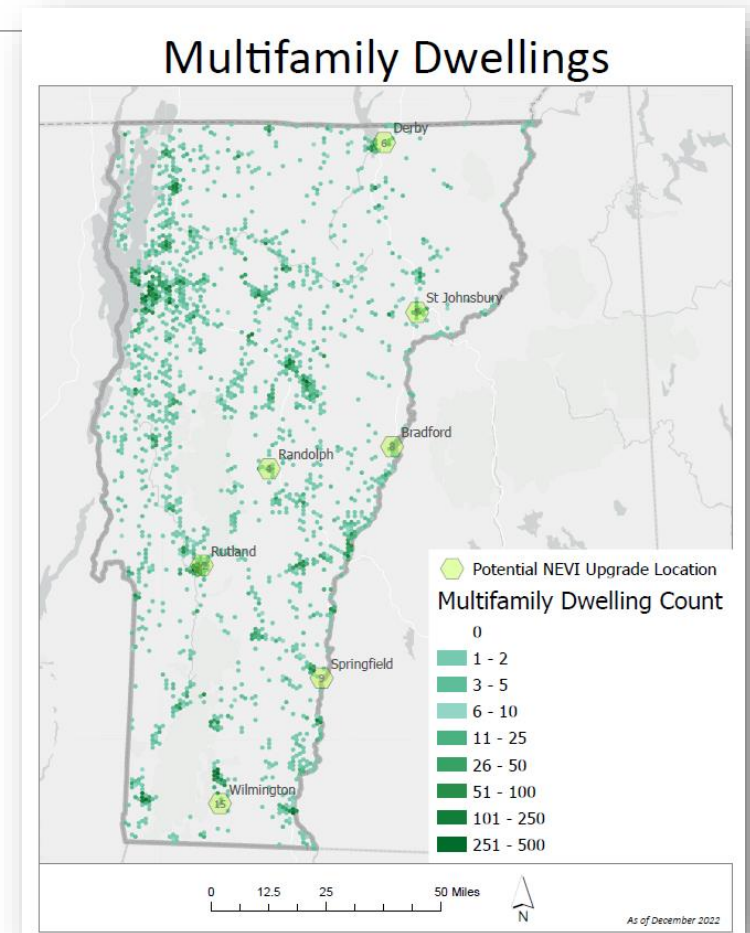 Multifamily Dwellings
Derby
6
St Johnsbury
Bradford
Randolph
Rutland
Springfield
9
Wilmington
15
Potential NEVI Upgrade Location
Multifamily Dwelling Count
0
1 - 2
3 - 5
6 - 10
11 - 25
26 - 50
51 - 100
101 - 250
251 - 500
0 12.5 25 50 Miles
N
As of December 2022